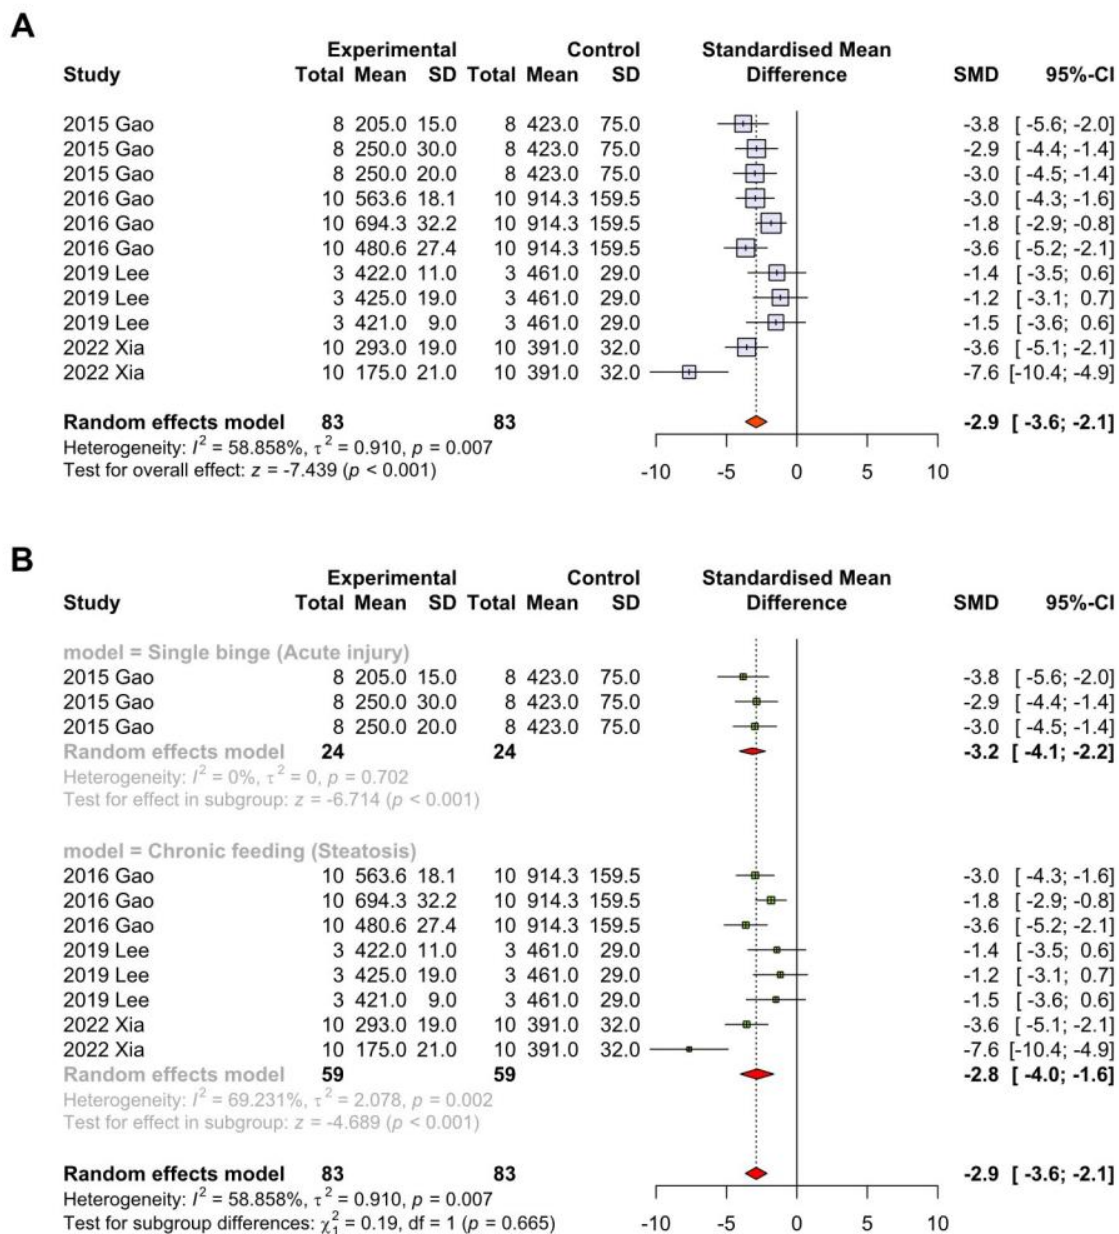 A
Experimental Control Standardised Mean
Study Total Mean SD Total Mean SD Difference SMD 95%-CI
2015 Gao 8 205.0 15.0 8 423.0 75.0 -3.8 [ -5.6; -2.0]
2015 Gao 8 250.0 30.0 8 423.0 75.0 -2.9 [ -4.4; -1.4]
2015 Gao 8 250.0 20.0 8 423.0 75.0 -3.0 [ -4.5; -1.4]
2016 Gao 10 563.6 18.1 10 914.3 159.5 -3.0 [ -4.3; -1.6]
2016 Gao 10 694.3 32.2 10 914.3 159.5 -1.8 [ -2.9; -0.8]
2016 Gao 10 480.6 27.4 10 914.3 159.5 -3.6 [ -5.2; -2.1]
2019 Lee 3 422.0 11.0 3 461.0 29.0 -1.4 [ -3.5; 0.6]
2019 Lee 3 425.0 19.0 3 461.0 29.0 -1.2 [ -3.1; 0.7]
2019 Lee 3 421.0 9.0 3 461.0 29.0 -1.5 [ -3.6; 0.6]
2022 Xia 10 293.0 19.0 10 391.0 32.0 -3.6 [ -5.1; -2.1]
2022 Xia 10 175.0 21.0 10 391.0 32.0 -7.6 [-10.4; -4.9]
Random effects model 83 83 -2.9 [ -3.6; -2.1]
Heterogeneity: I² = 58.858%, τ² = 0.910, p = 0.007
Test for overall effect: z = -7.439 (p < 0.001)
-10 -5 0 5 10
B
Experimental Control Standardised Mean
Study Total Mean SD Total Mean SD Difference SMD 95%-CI
model = Single binge (Acute injury)
2015 Gao 8 205.0 15.0 8 423.0 75.0 -3.8 [ -5.6; -2.0]
2015 Gao 8 250.0 30.0 8 423.0 75.0 -2.9 [ -4.4; -1.4]
2015 Gao 8 250.0 20.0 8 423.0 75.0 -3.0 [ -4.5; -1.4]
Random effects model 24 24 -3.2 [ -4.1; -2.2]
Heterogeneity: I² = 0%, τ² = 0, p = 0.702
Test for effect in subgroup: z = -6.714 (p < 0.001)
model = Chronic feeding (Steatosis)
2016 Gao 10 563.6 18.1 10 914.3 159.5 -3.0 [ -4.3; -1.6]
2016 Gao 10 694.3 32.2 10 914.3 159.5 -1.8 [ -2.9; -0.8]
2016 Gao 10 480.6 27.4 10 914.3 159.5 -3.6 [ -5.2; -2.1]
2019 Lee 3 422.0 11.0 3 461.0 29.0 -1.4 [ -3.5; 0.6]
2019 Lee 3 425.0 19.0 3 461.0 29.0 -1.2 [ -3.1; 0.7]
2019 Lee 3 421.0 9.0 3 461.0 29.0 -1.5 [ -3.6; 0.6]
2022 Xia 10 293.0 19.0 10 391.0 32.0 -3.6 [ -5.1; -2.1]
2022 Xia 10 175.0 21.0 10 391.0 32.0 -7.6 [-10.4; -4.9]
Random effects model 59 59 -2.8 [ -4.0; -1.6]
Heterogeneity: I² = 69.231%, τ² = 2.078, p = 0.002
Test for effect in subgroup: z = -4.689 (p < 0.001)
Random effects model 83 83 -2.9 [ -3.6; -2.1]
Heterogeneity: I² = 58.858%, τ² = 0.910, p = 0.007
Test for subgroup differences: χ²₁ = 0.19, df = 1 (p = 0.665)
-10 -5 0 5 10